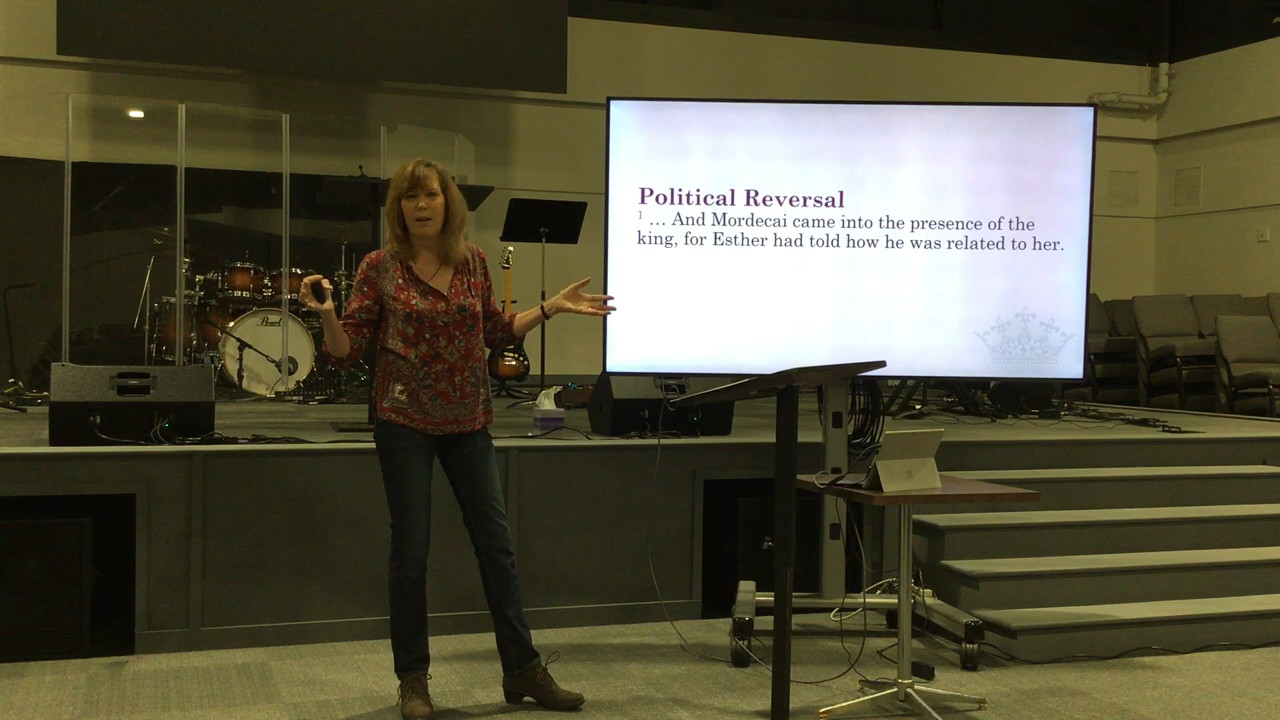 Political Reversal
1 ... And Mordecai came into the presence of the
king, for Esther had told how he was related to her.
Pearl